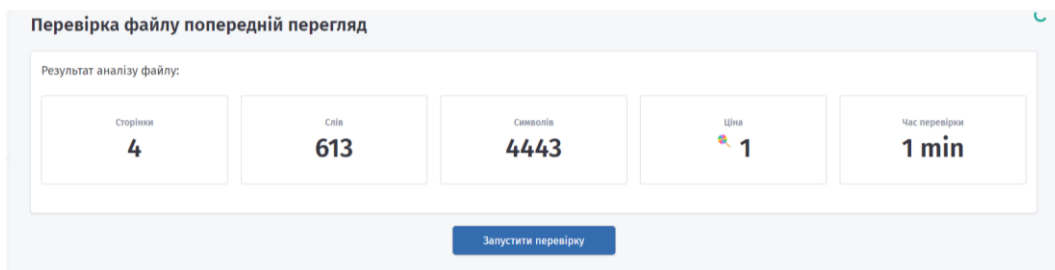 Перевірка файлу попередній перегляд
Результат аналізу файлу:
Сторінки Слів Символів Ціна Час перевірки
4 613 4443 1 1 min
Запустити перевірку